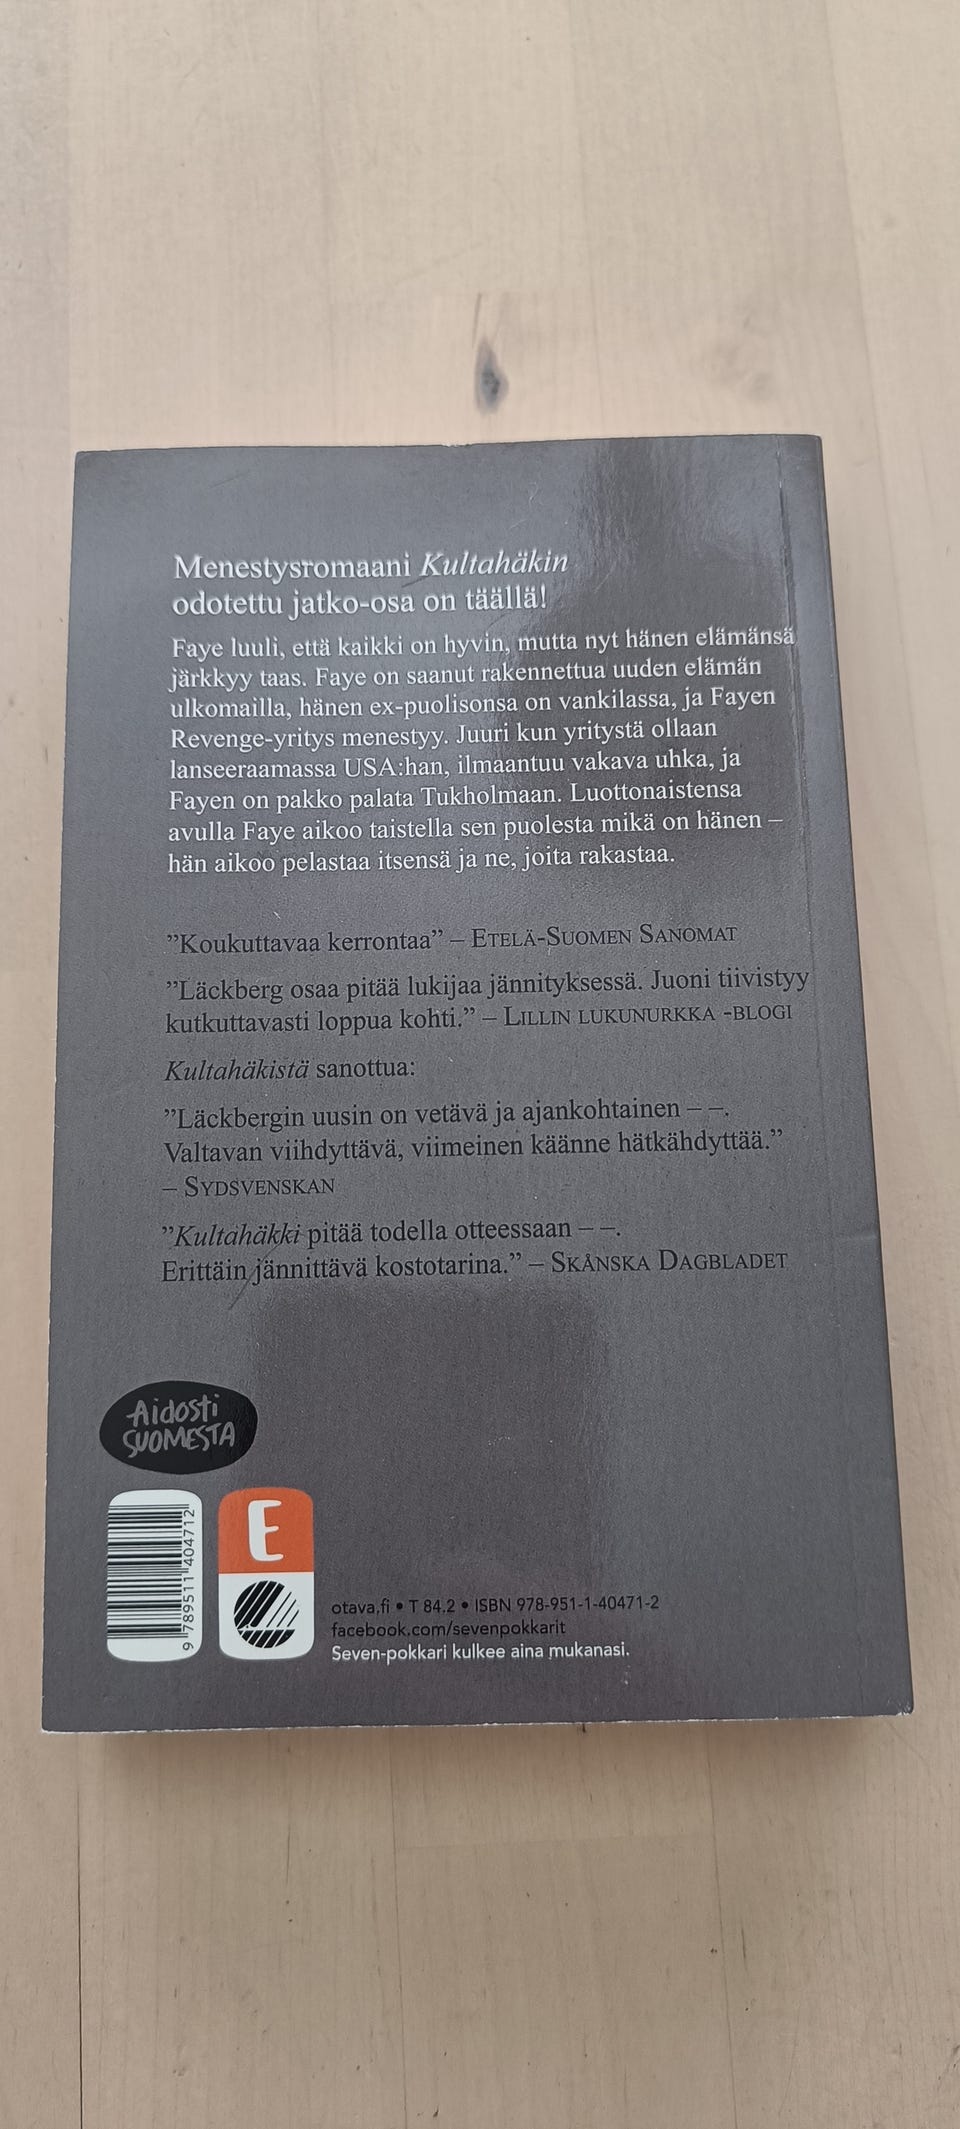 Menestysromaani Kultahäkin
odotettu jatko-osa on täällä!
Faye luuli, että kaikki on hyvin, mutta nyt hänen elämänsä
järkkyy taas. Faye on saanut rakennettua uuden elämän
ulkomailla, hänen ex-puolisonsa on vankilassa, ja Fayen
Revenge-yritys menestyy. Juuri kun yritystä ollaan
lanseeraamassa USA:han, ilmaantuu vakava uhka, ja
Fayen on pakko palata Tukholmaan. Luottonaistensa
avulla Faye aikoo taistella sen puolesta mikä on hänen –
hän aikoo pelastaa itsensä ja ne, joita rakastaa.
”Koukuttavaa kerrontaa” – ETELÄ-SUOMEN SANOMAT
”Läckberg osaa pitää lukijaa jännityksessä. Juoni tiivistyy
kutkuttavasti loppua kohti.” – LILLIN LUKUNURKKA -BLOGI
Kultahäkistä sanottua:
”Läckbergin uusin on vetävä ja ajankohtainen – –.
Valtavan viihdyttävä, viimeinen käänne hätkähdyttää.”
– SYDSVENSKAN
”Kultahäkki pitää todella otteessaan – –.
Erittäin jännittävä kostotarina.” – SKÅNSKA DAGBLADET
Aidosti
SUOMESTA
9 789511 404712
E
otava.fi • T 84.2 • ISBN 978-951-1-40471-2
facebook.com/sevenpokkarit
Seven-pokkari kulkee aina mukanasi.